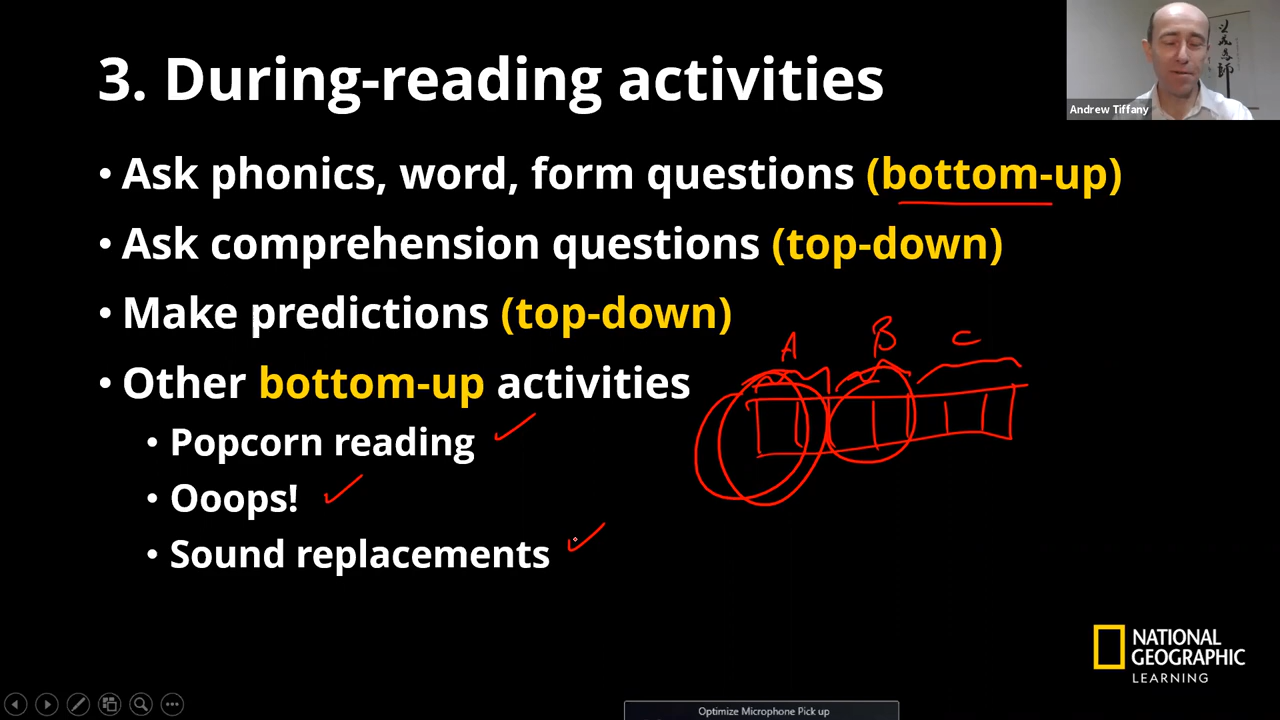 3. During-reading activities
Andrew Tiffany
• Ask phonics, word, form questions (bottom-up)
• Ask comprehension questions (top-down)
• Make predictions (top-down)
A B C
• Other bottom-up activities
• Popcorn reading
• Ooops!
• Sound replacements
NATIONAL
GEOGRAPHIC
LEARNING
Optimize Microphone Pick up